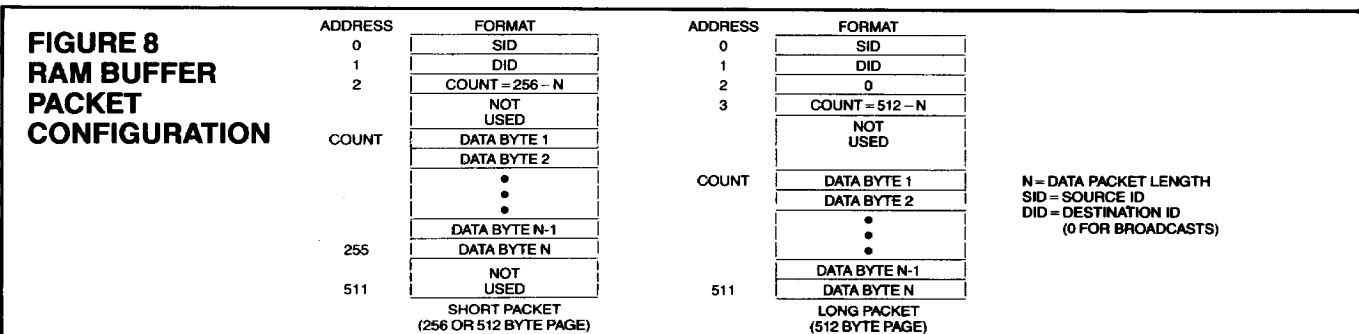 FIGURE 8
RAM BUFFER
PACKET
CONFIGURATION
ADDRESS FORMAT
0 SID
1 DID
2 COUNT = 256 – N
NOT
USED
COUNT DATA BYTE 1
DATA BYTE 2
•
•
•
DATA BYTE N-1
255 DATA BYTE N
NOT
511 USED
SHORT PACKET
(256 OR 512 BYTE PAGE)
ADDRESS FORMAT
0 SID
1 DID
2 0
3 COUNT = 512 – N
NOT
USED
COUNT DATA BYTE 1
DATA BYTE 2
•
•
•
DATA BYTE N-1
511 DATA BYTE N
LONG PACKET
(512 BYTE PAGE)
N = DATA PACKET LENGTH
SID = SOURCE ID
DID = DESTINATION ID
(0 FOR BROADCASTS)